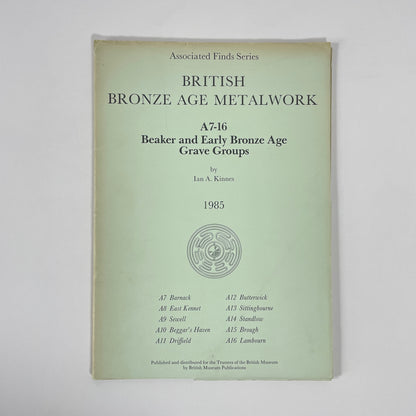 Associated Finds Series
BRITISH
BRONZE AGE METALWORK
A7-16
Beaker and Early Bronze Age
Grave Groups
by
Ian A. Kinnes
1985
A7 Barnack
A8 East Kennet
A9 Sewell
A10 Beggar's Haven
A11 Driffield
A12 Butterwick
A13 Sittingbourne
A14 Standlow
A15 Brough
A16 Lambourn
Published and distributed for the Trustees of the British Museum
by British Museum Publications